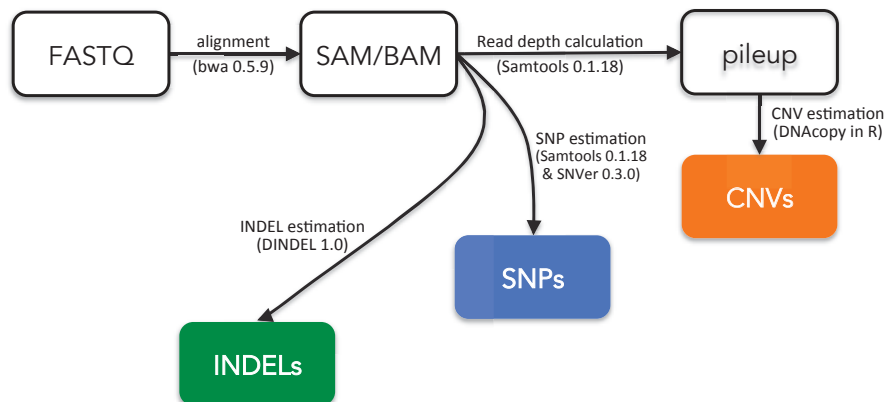 FASTQ
alignment
(bwa 0.5.9)
SAM/BAM
Read depth calculation
(Samtools 0.1.18)
pileup
CNV estimation
(DNAcopy in R)
SNP estimation
(Samtools 0.1.18
& SNVer 0.3.0)
CNVs
INDEL estimation
(DINDEL 1.0)
SNPs
INDELs